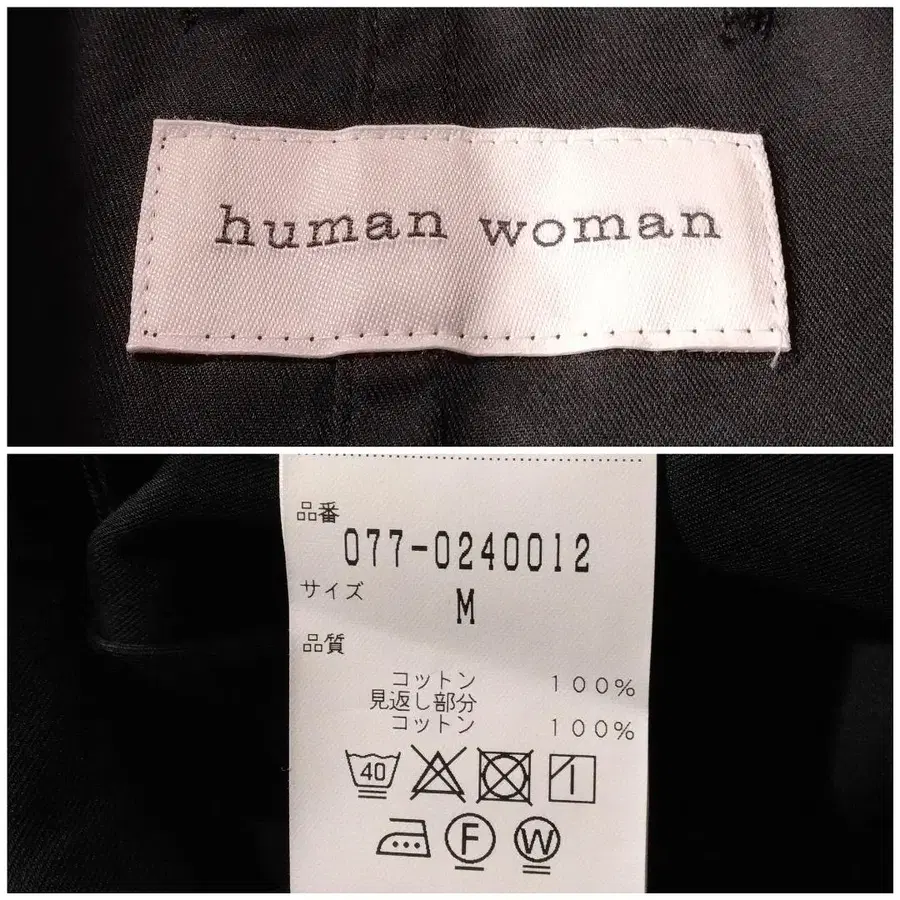 human woman
品番
077-0240012
サイズ
M
品質
コットン 100%
見返し部分
コットン 100%
40
F
W